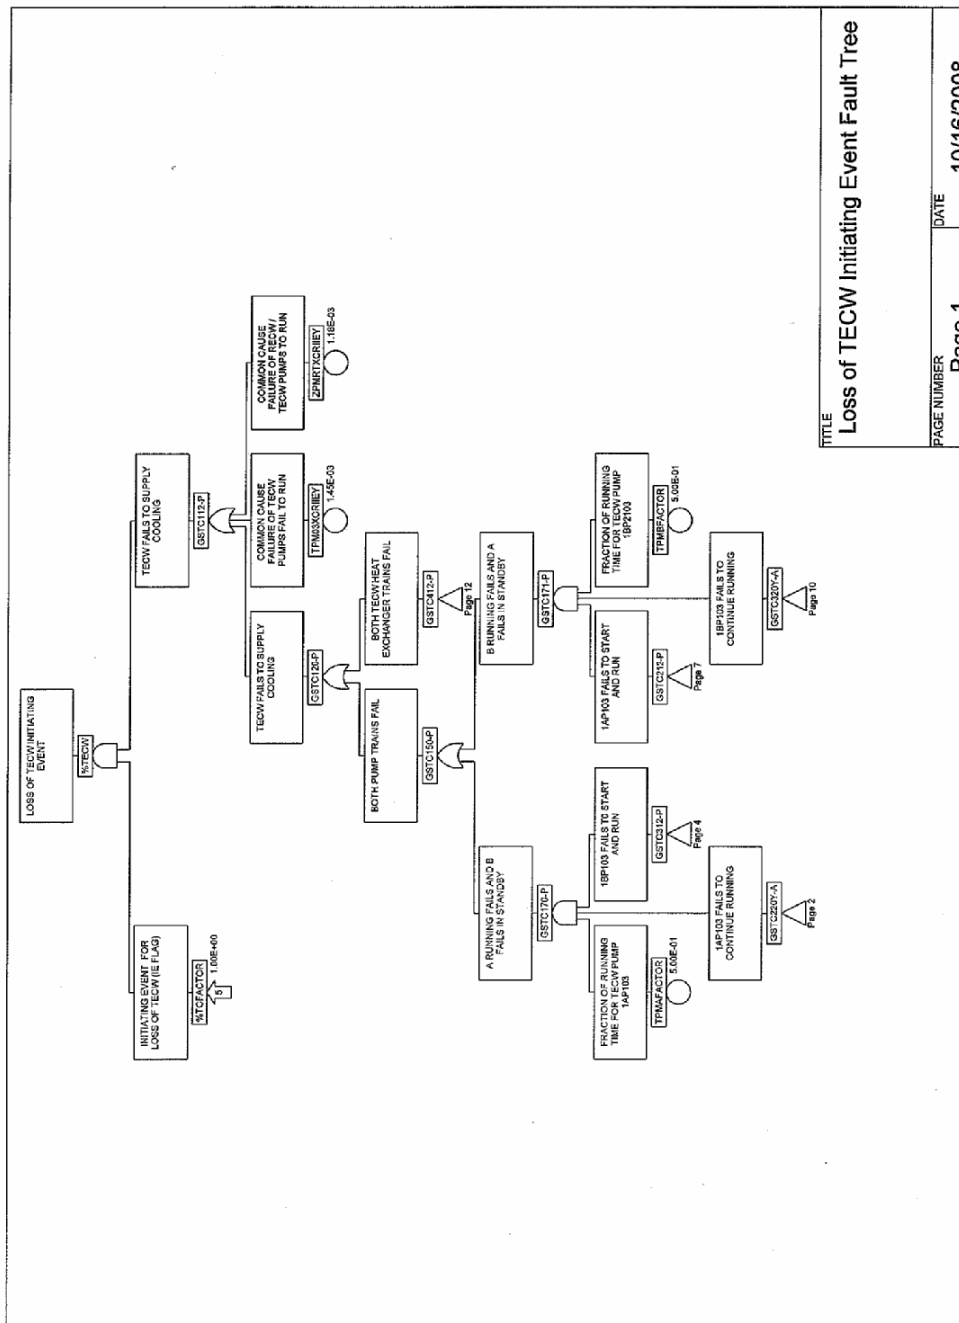 LOSS OF TECW INITIATING
EVENT
%TECW
INITIATING EVENT FOR
LOSS OF TECW (IE FLAG)
%TCFACTOR
1.00E+00
5
TECW FAILS TO SUPPLY
COOLING
GSTC112-P
TECW FAILS TO SUPPLY
COOLING
GSTC120-P
COMMON CAUSE
FAILURE OF TECW
PUMPS FAIL TO RUN
1.45E-03
COMMON CAUSE
FAILURE OF RECW /
TECW PUMPS TO RUN
1.18E-03
BOTH PUMP TRAINS FAIL
GSTC150-P
BOTH TECW HEAT
EXCHANGER TRAINS FAIL
GSTC412-P
Page 12
A RUNNING FAILS AND B
FAILS IN STANDBY
GSTC170-P
B RUNNING FAILS AND A
FAILS IN STANDBY
GSTC171-P
FRACTION OF RUNNING
TIME FOR TECW PUMP
1AP103
TPMAFACTOR
5.00E-01
1BP103 FAILS TO START
AND RUN
GSTC312-P
Page 4
1AP103 FAILS TO START
AND RUN
GSTC212-P
Page 7
FRACTION OF RUNNING
TIME FOR TECW PUMP
1BP2103
TPMBFACTOR
5.00E-01
1AP103 FAILS TO
CONTINUE RUNNING
GSTC220Y-A
Page 2
1BP103 FAILS TO
CONTINUE RUNNING
GSTC320Y-A
Page 10
TITLE
Loss of TECW Initiating Event Fault Tree
PAGE NUMBER
Page 1
DATE
10/16/2008